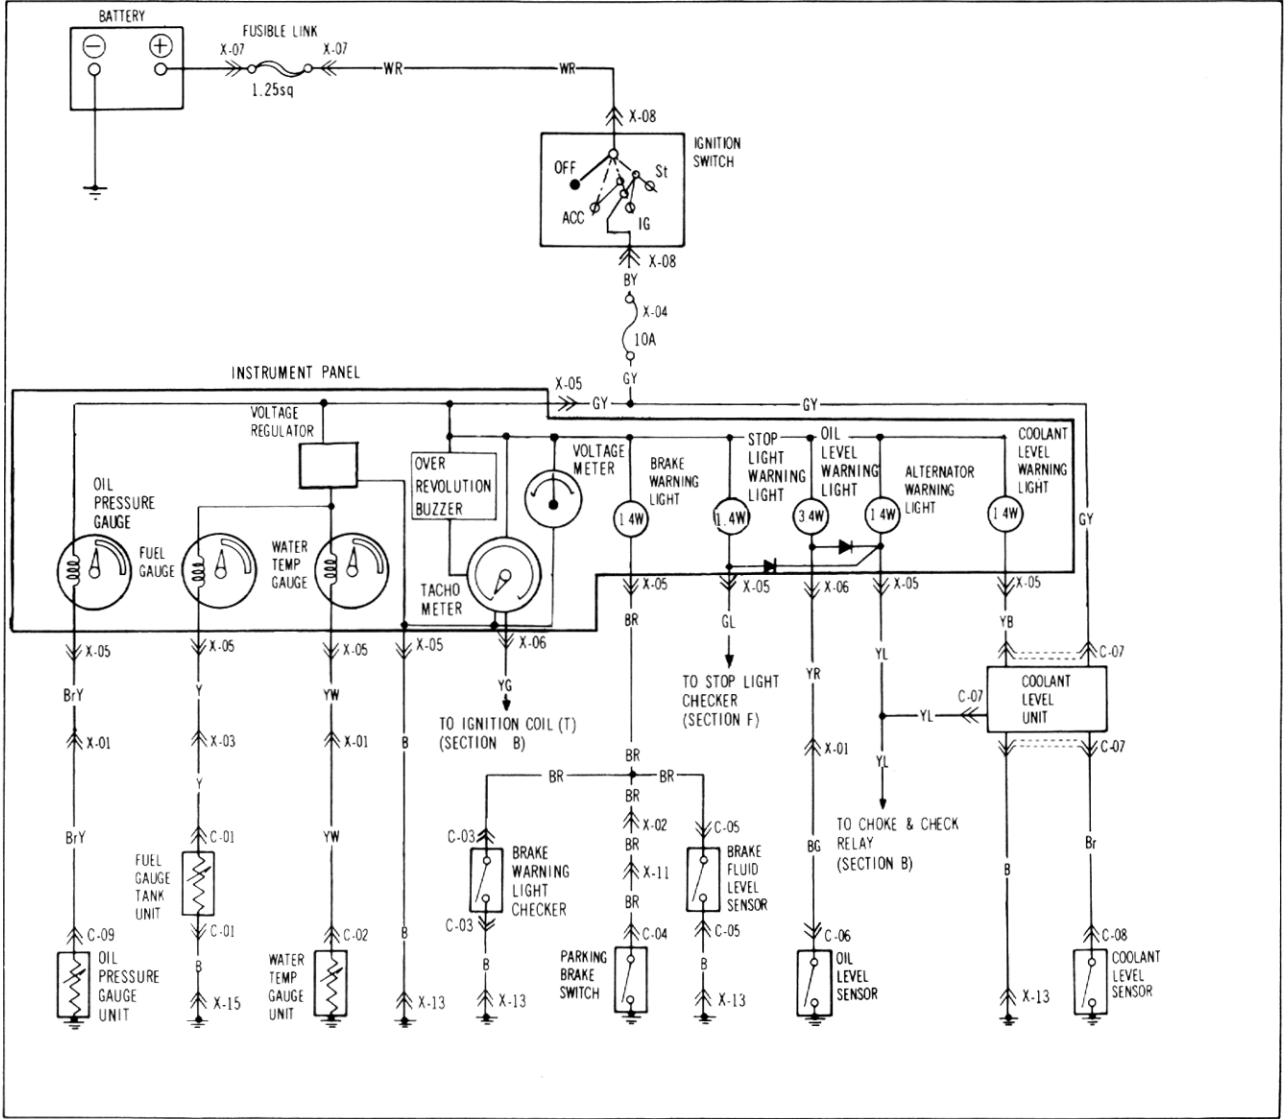 BATTERY
FUSIBLE LINK
X-07
X-07
1.25sq
WR
WR
X-08
IGNITION
SWITCH
OFF
St
ACC
IG
X-08
BY
X-04
10A
GY
INSTRUMENT PANEL
X-05
GY
GY
VOLTAGE
REGULATOR
OVER
REVOLUTION
BUZZER
VOLTAGE
METER
BRAKE
WARNING
LIGHT
STOP
LIGHT
WARNING
LIGHT
OIL
LEVEL
WARNING
LIGHT
ALTERNATOR
WARNING
LIGHT
COOLANT
LEVEL
WARNING
LIGHT
OIL
PRESSURE
GAUGE
FUEL
GAUGE
WATER
TEMP
GAUGE
TACHO
METER
1.4W
1.4W
3.4W
1.4W
1.4W
GY
X-05
X-05
X-05
X-05
X-06
X-05
X-05
X-06
X-05
X-05
BrY
Y
YW
YG
BR
GL
YR
YL
YB
TO IGNITION COIL (T)
(SECTION B)
TO STOP LIGHT
CHECKER
(SECTION F)
C-07
COOLANT
LEVEL
UNIT
C-07
YL
C-07
X-01
X-03
X-01
B
BR
X-01
YL
BR
BR
BR
Y
BrY
YW
C-01
C-03
X-02
C-05
BR
TO CHOKE & CHECK
RELAY
(SECTION B)
BG
B
Br
FUEL
GAUGE
TANK
UNIT
BRAKE
WARNING
LIGHT
CHECKER
X-11
BR
BRAKE
FLUID
LEVEL
SENSOR
C-09
C-01
C-02
B
C-03
C-04
C-05
C-06
C-08
OIL
PRESSURE
GAUGE
UNIT
B
X-15
WATER
TEMP
GAUGE
UNIT
X-13
B
X-13
PARKING
BRAKE
SWITCH
B
X-13
OIL
LEVEL
SENSOR
X-13
COOLANT
LEVEL
SENSOR